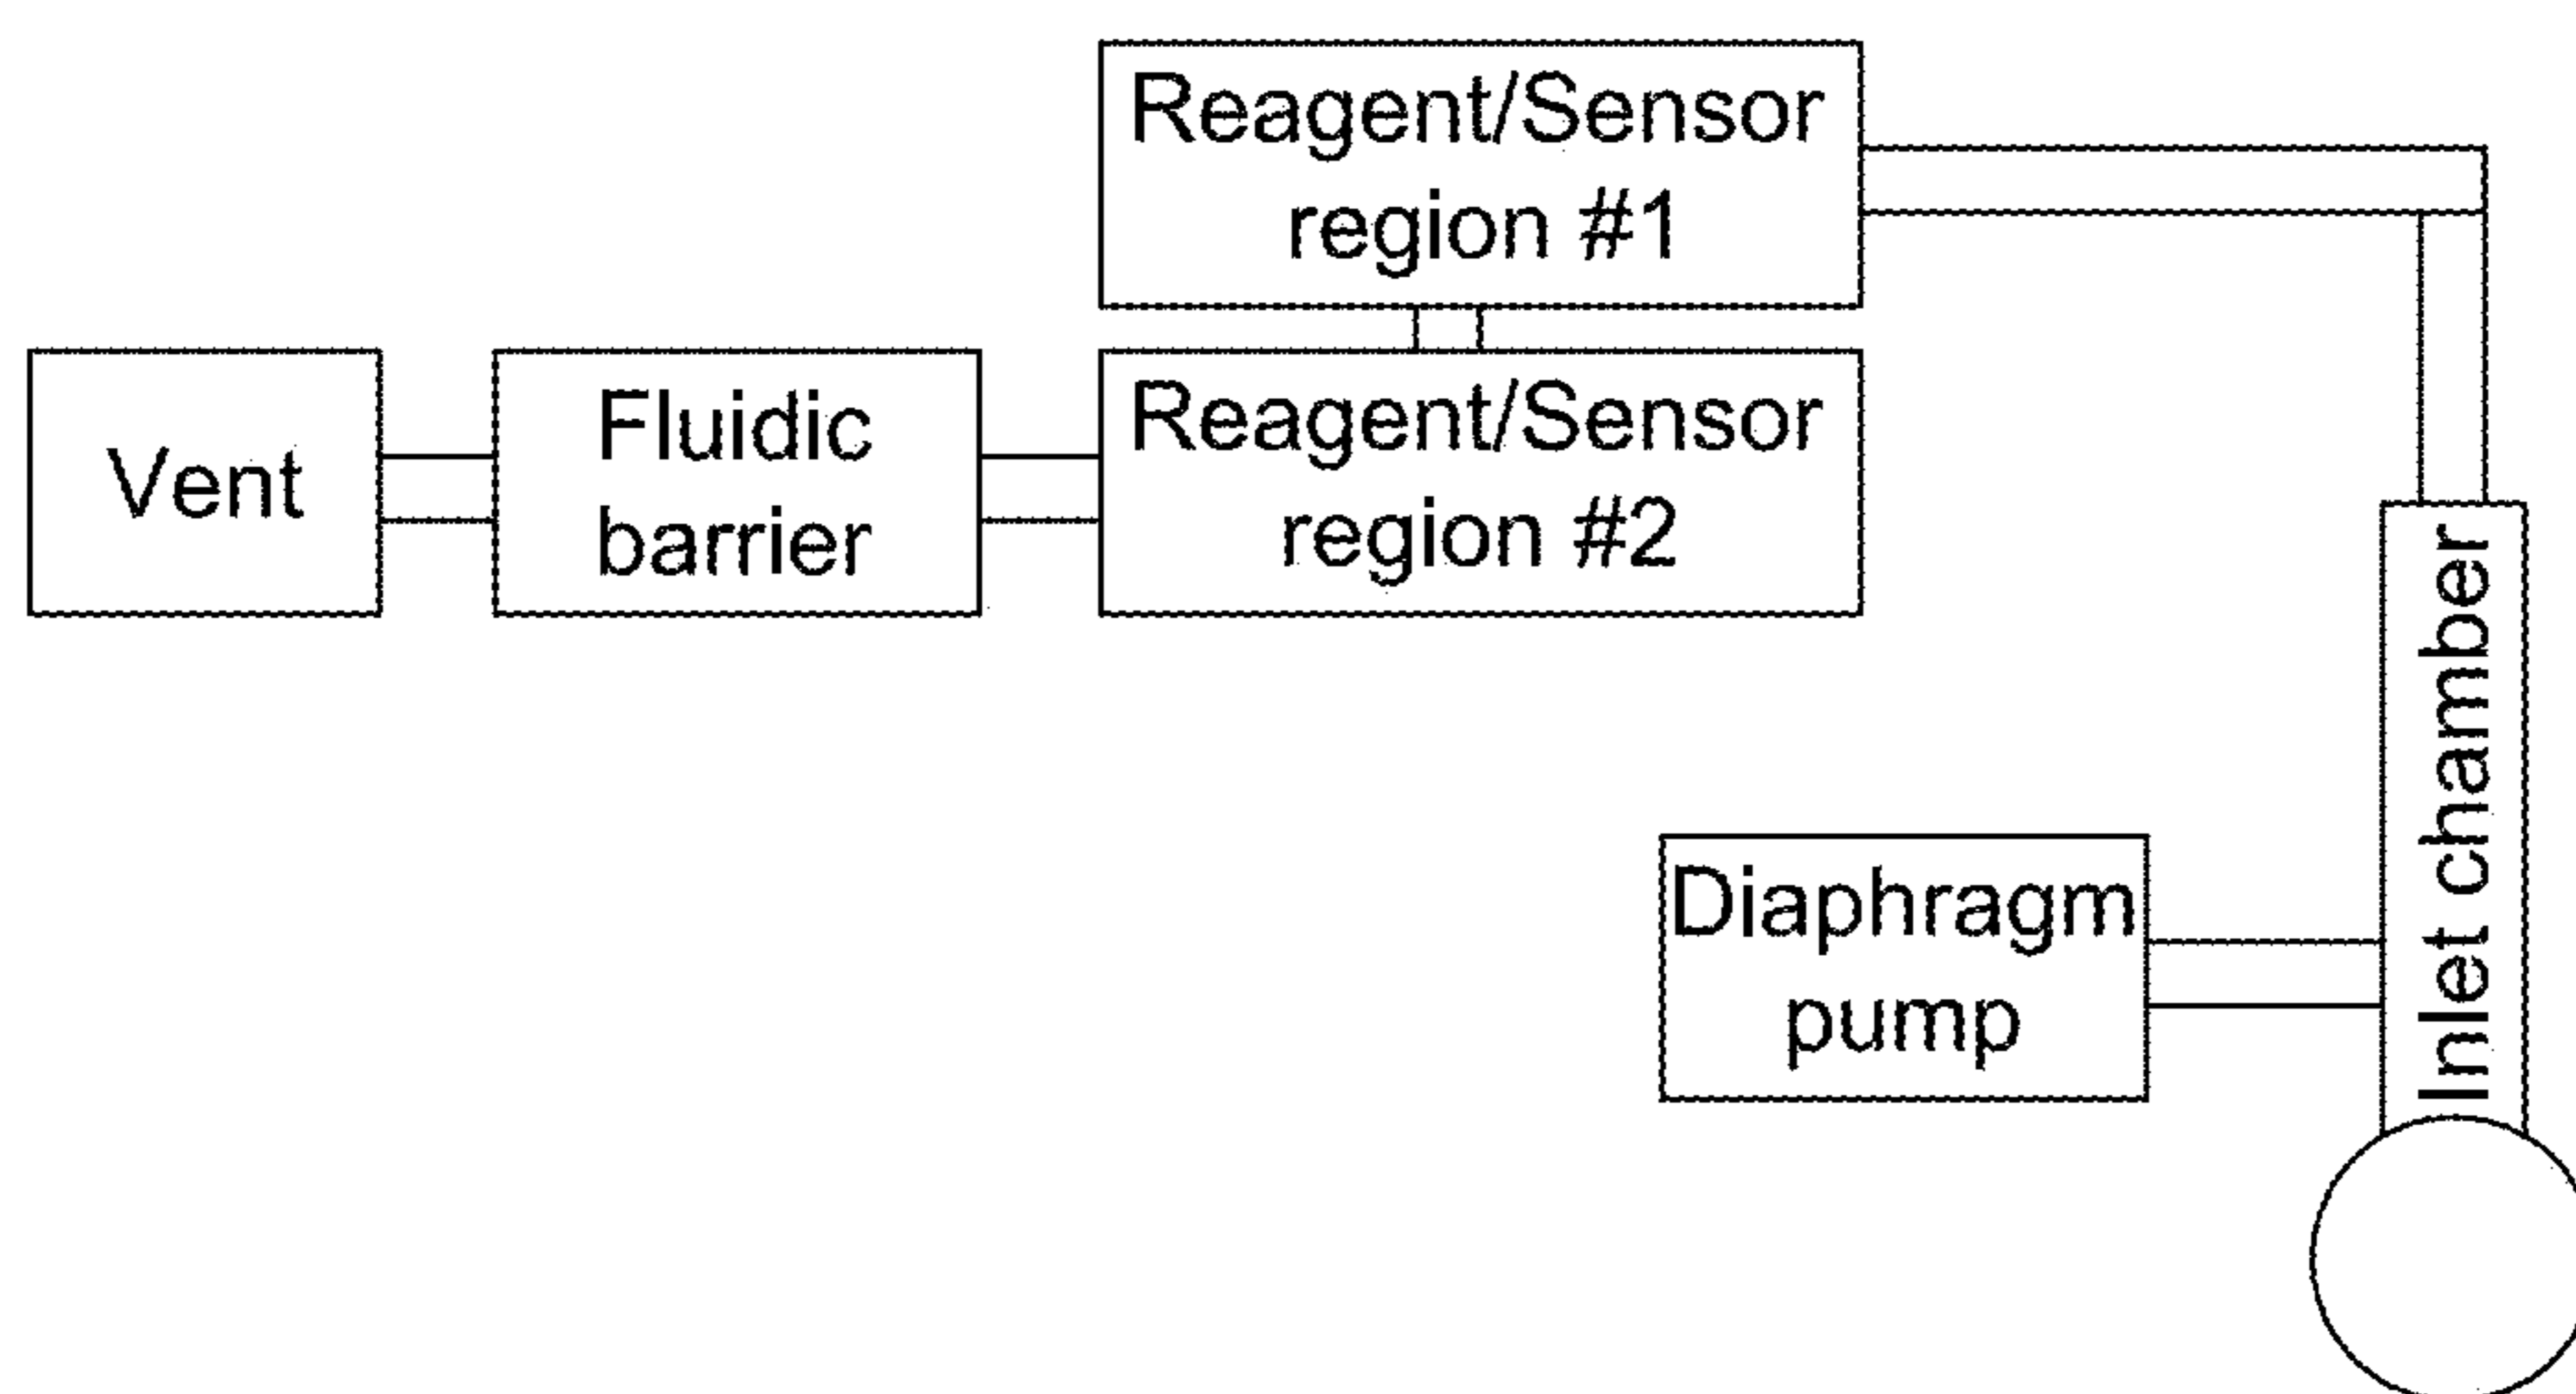 Reagent/Sensor
region #1
Vent
Fluidic
barrier
Reagent/Sensor
region #2
Inlet chamber
Diaphragm
pump